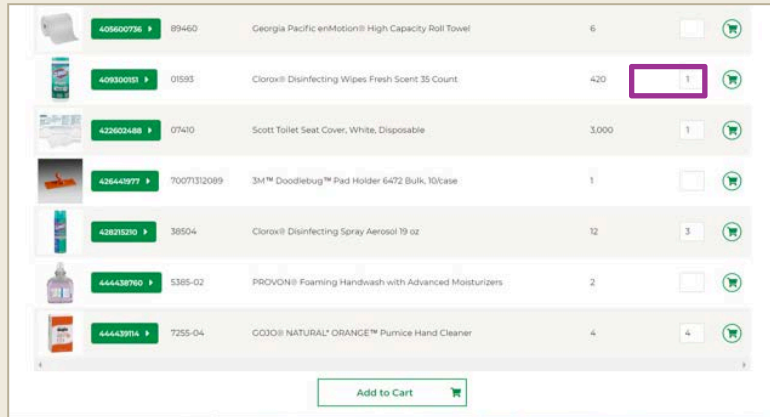 405600736 89460 Georgia Pacific enMotion® High Capacity Roll Towel 6
409300151 01593 Clorox® Disinfecting Wipes Fresh Scent 35 Count 420 1
422602488 07410 Scott Toilet Seat Cover, White, Disposable 3,000 1
426441977 70071312089 3M™ Doodlebug™ Pad Holder 6472 Bulk, 10/case 1
428215210 38504 Clorox® Disinfecting Spray Aerosol 19 oz 12 3
444438760 5385-02 PROVON® Foaming Handwash with Advanced Moisturizers 2
444439114 7255-04 GOJO® NATURAL* ORANGE™ Pumice Hand Cleaner 4 4
Add to Cart